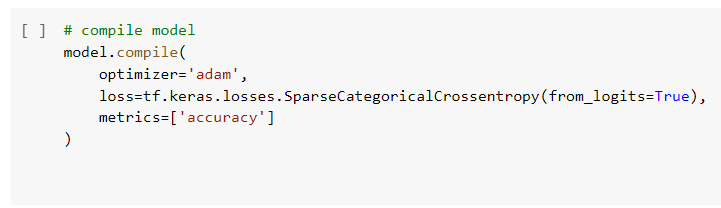 [ ] # compile model
model.compile(
    optimizer='adam',
    loss=tf.keras.losses.SparseCategoricalCrossentropy(from_logits=True),
    metrics=['accuracy']
)